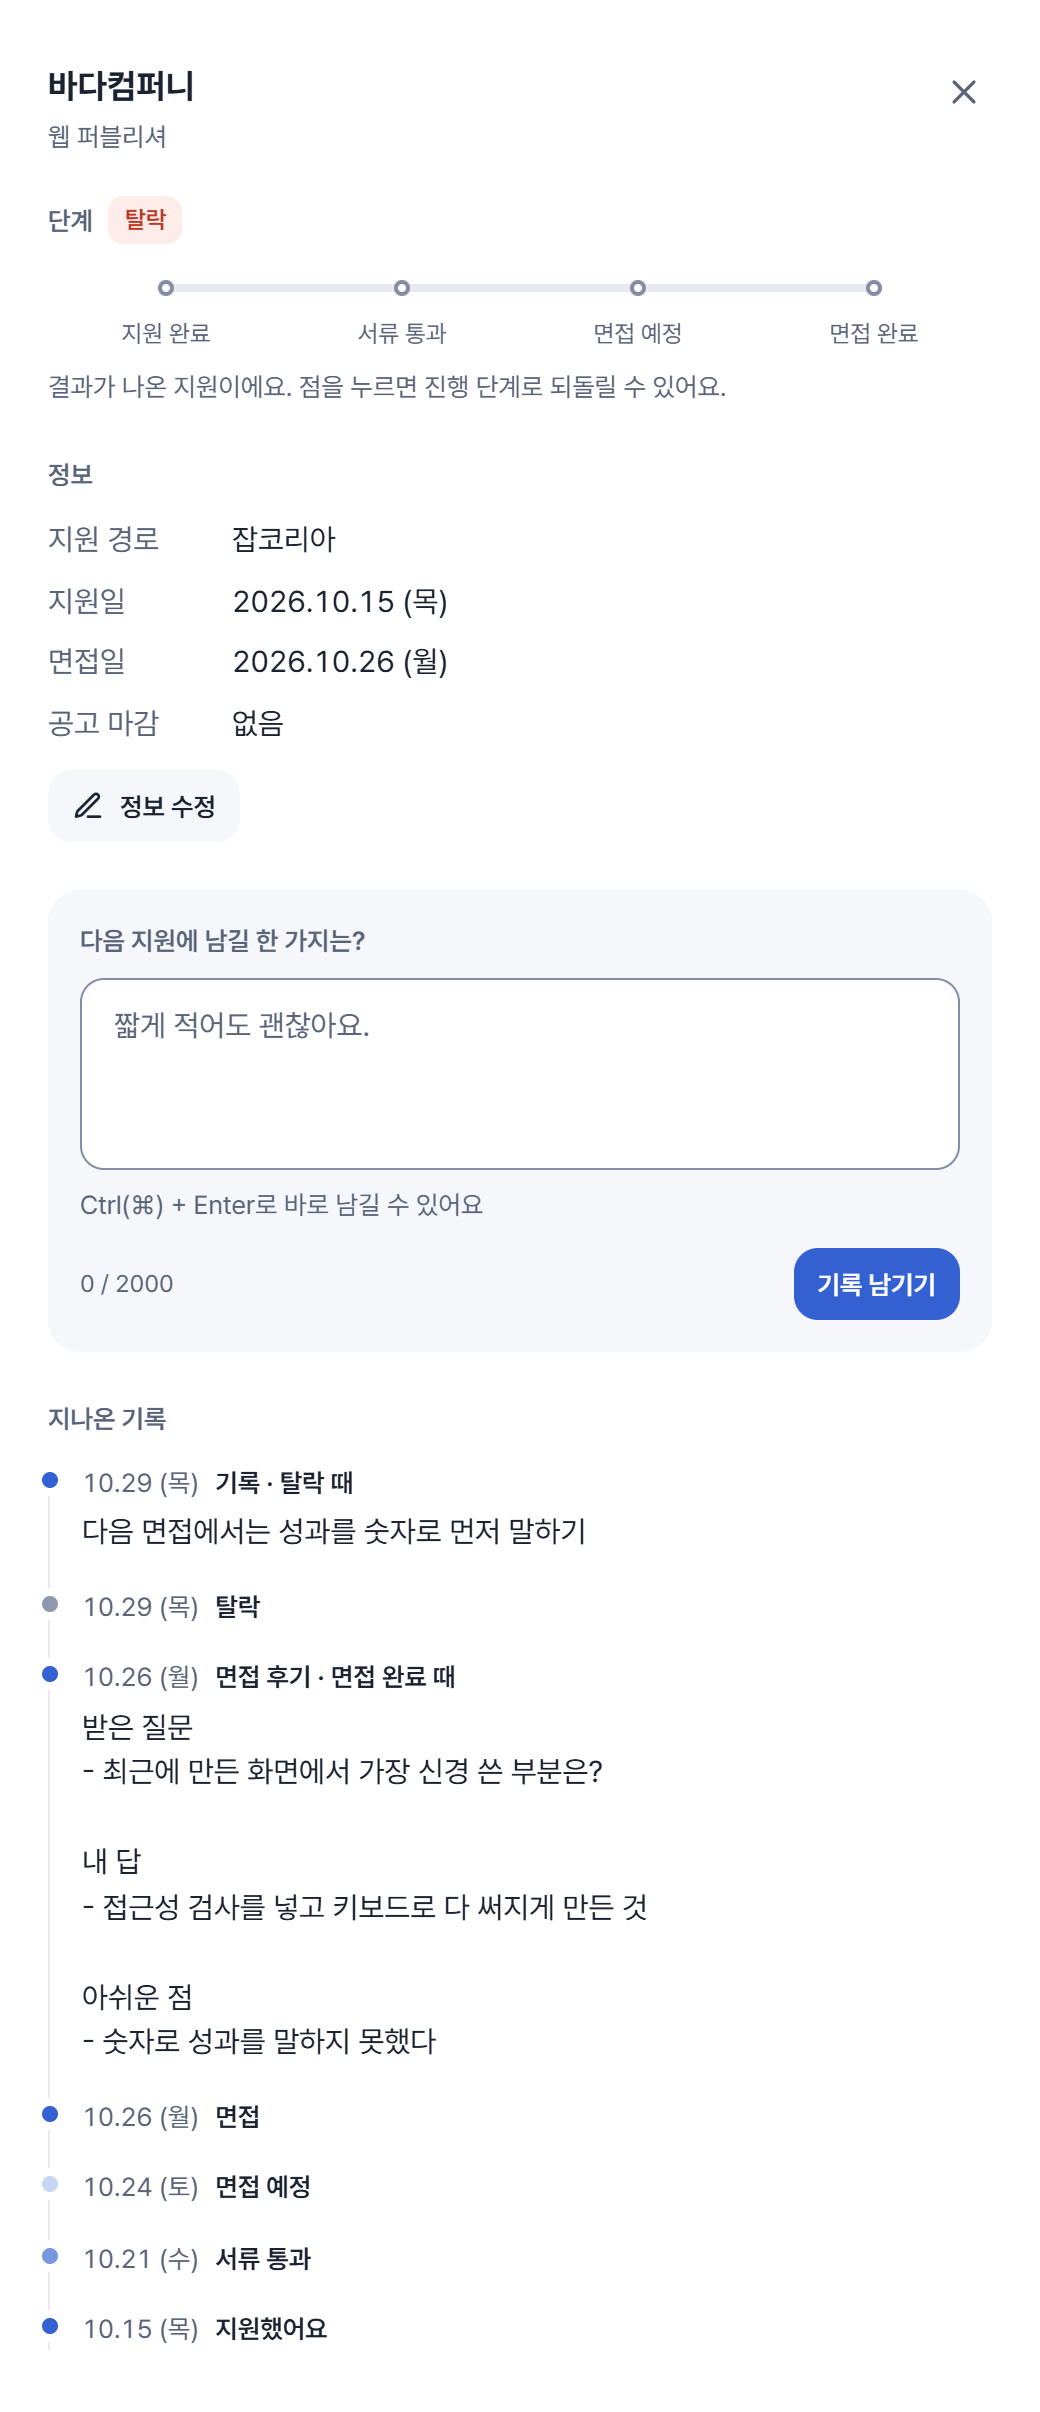 바다컴퍼니
웹 퍼블리셔
단계 탈락
지원 완료 서류 통과 면접 예정 면접 완료
결과가 나온 지원이에요. 점을 누르면 진행 단계로 되돌릴 수 있어요.
정보
지원 경로 잡코리아
지원일 2026.10.15 (목)
면접일 2026.10.26 (월)
공고 마감 없음
정보 수정
다음 지원에 남길 한 가지는?
짧게 적어도 괜찮아요.
Ctrl(⌘) + Enter로 바로 남길 수 있어요
0 / 2000 기록 남기기
지나온 기록
10.29 (목) 기록 · 탈락 때
다음 면접에서는 성과를 숫자로 먼저 말하기
10.29 (목) 탈락
10.26 (월) 면접 후기 · 면접 완료 때
받은 질문
- 최근에 만든 화면에서 가장 신경 쓴 부분은?
내 답
- 접근성 검사를 넣고 키보드로 다 써지게 만든 것
아쉬운 점
- 숫자로 성과를 말하지 못했다
10.26 (월) 면접
10.24 (토) 면접 예정
10.21 (수) 서류 통과
10.15 (목) 지원했어요